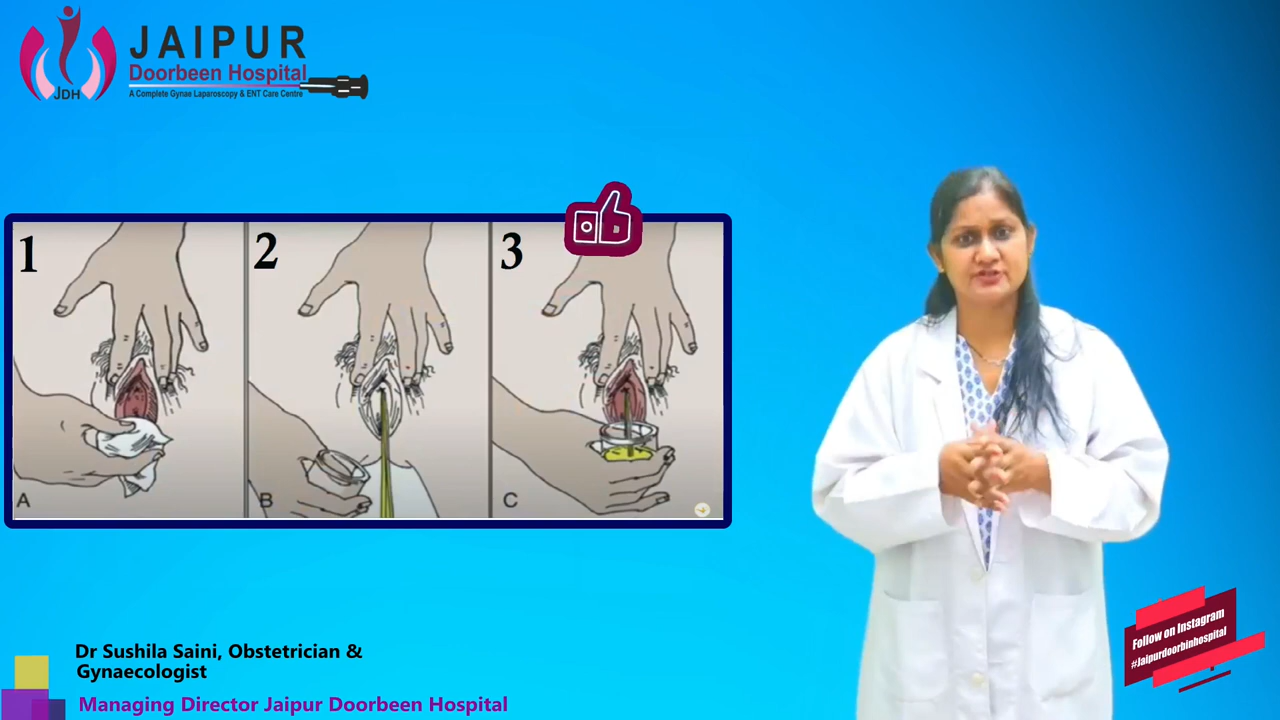 JAIPUR
Doorbeen Hospital
A Complete Gynae Laparoscopy & ENT Care Centre
JDH
1
2
3
A
B
C
Dr Sushila Saini, Obstetrician &
Gynaecologist
Managing Director Jaipur Doorbeen Hospital
Follow on Instagram
#Jaipurdoorbinhospital